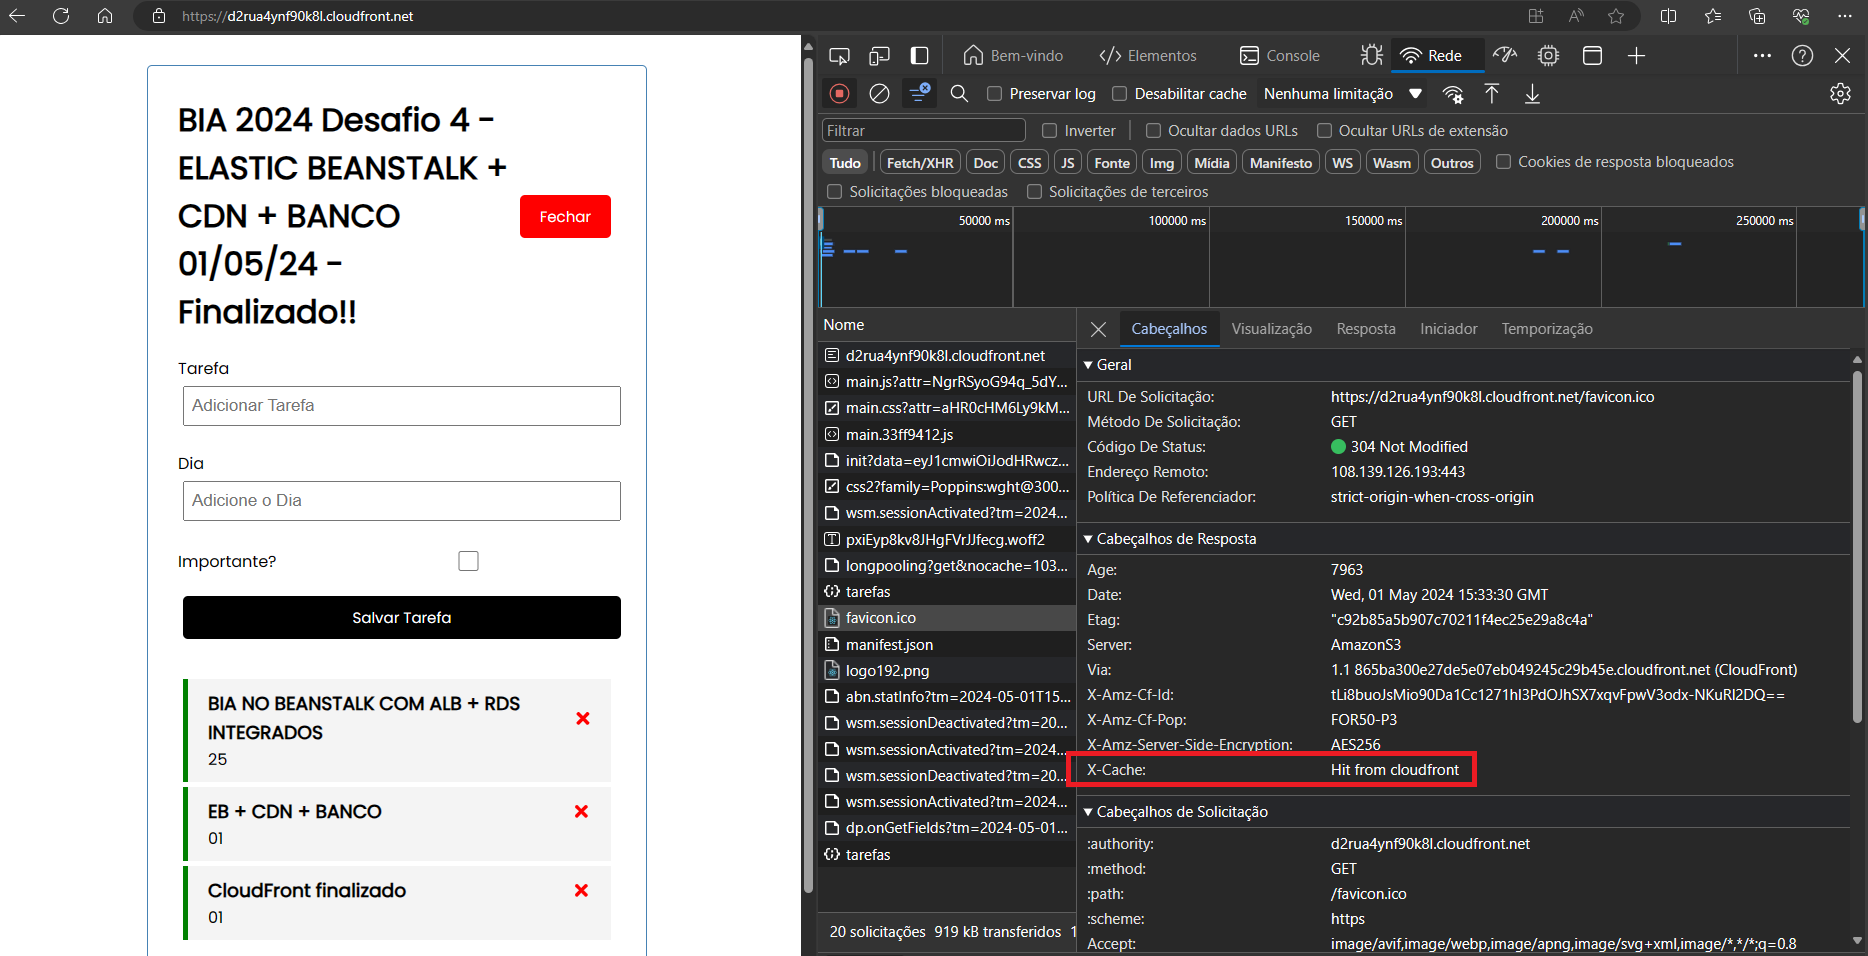 https://d2rua4ynf90k8l.cloudfront.net
BIA 2024 Desafio 4 -
ELASTIC BEANSTALK +
CDN + BANCO
01/05/24 -
Finalizado!!
Fechar
Tarefa
Adicionar Tarefa
Dia
Adicione o Dia
Importante?
Salvar Tarefa
BIA NO BEANSTALK COM ALB + RDS
INTEGRADOS
25
EB + CDN + BANCO
01
CloudFront finalizado
01
Bem-vindo
Elementos
Console
Rede
Preservar log
Desabilitar cache
Nenhuma limitação
Filtrar
Inverter
Ocultar dados URLs
Ocultar URLs de extensão
Tudo
Fetch/XHR
Doc
CSS
JS
Fonte
Img
Mídia
Manifesto
WS
Wasm
Outros
Cookies de resposta bloqueados
Solicitações bloqueadas
Solicitações de terceiros
50000 ms
100000 ms
150000 ms
200000 ms
250000 ms
Nome
d2rua4ynf90k8l.cloudfront.net
main.js?attr=NgrRSyoG94q_5dY...
main.css?attr=aHR0cHM6Ly9kM...
main.33ff9412.js
init?data=eyJ1cmwiOiJodHRwcz...
css2?family=Poppins:wght@300...
wsm.sessionActivated?tm=2024...
pxiEyp8kv8JHgFVrJJfecg.woff2
longpooling?get&nocache=103...
tarefas
favicon.ico
manifest.json
logo192.png
abn.statInfo?tm=2024-05-01T15...
wsm.sessionDeactivated?tm=20...
wsm.sessionActivated?tm=2024...
wsm.sessionDeactivated?tm=20...
wsm.sessionActivated?tm=2024...
dp.onGetFields?tm=2024-05-01...
tarefas
20 solicitações 919 kB transferidos 1
Cabeçalhos
Visualização
Resposta
Iniciador
Temporização
Geral
URL De Solicitação: https://d2rua4ynf90k8l.cloudfront.net/favicon.ico
Método De Solicitação: GET
Código De Status: 304 Not Modified
Endereço Remoto: 108.139.126.193:443
Política De Referenciador: strict-origin-when-cross-origin
Cabeçalhos de Resposta
Age: 7963
Date: Wed, 01 May 2024 15:33:30 GMT
Etag: "c92b85a5b907c70211f4ec25e29a8c4a"
Server: AmazonS3
Via: 1.1 865ba300e27de5e07eb049245c29b45e.cloudfront.net (CloudFront)
X-Amz-Cf-Id: tLi8buoJsMio90Da1Cc1271hI3PdOJhSX7xqvFpwV3odx-NKuRI2DQ==
X-Amz-Cf-Pop: FOR50-P3
X-Amz-Server-Side-Encryption: AES256
X-Cache: Hit from cloudfront
Cabeçalhos de Solicitação
:authority: d2rua4ynf90k8l.cloudfront.net
:method: GET
:path: /favicon.ico
:scheme: https
Accept: image/avif,image/webp,image/apng,image/svg+xml,image/*,*/*;q=0.8